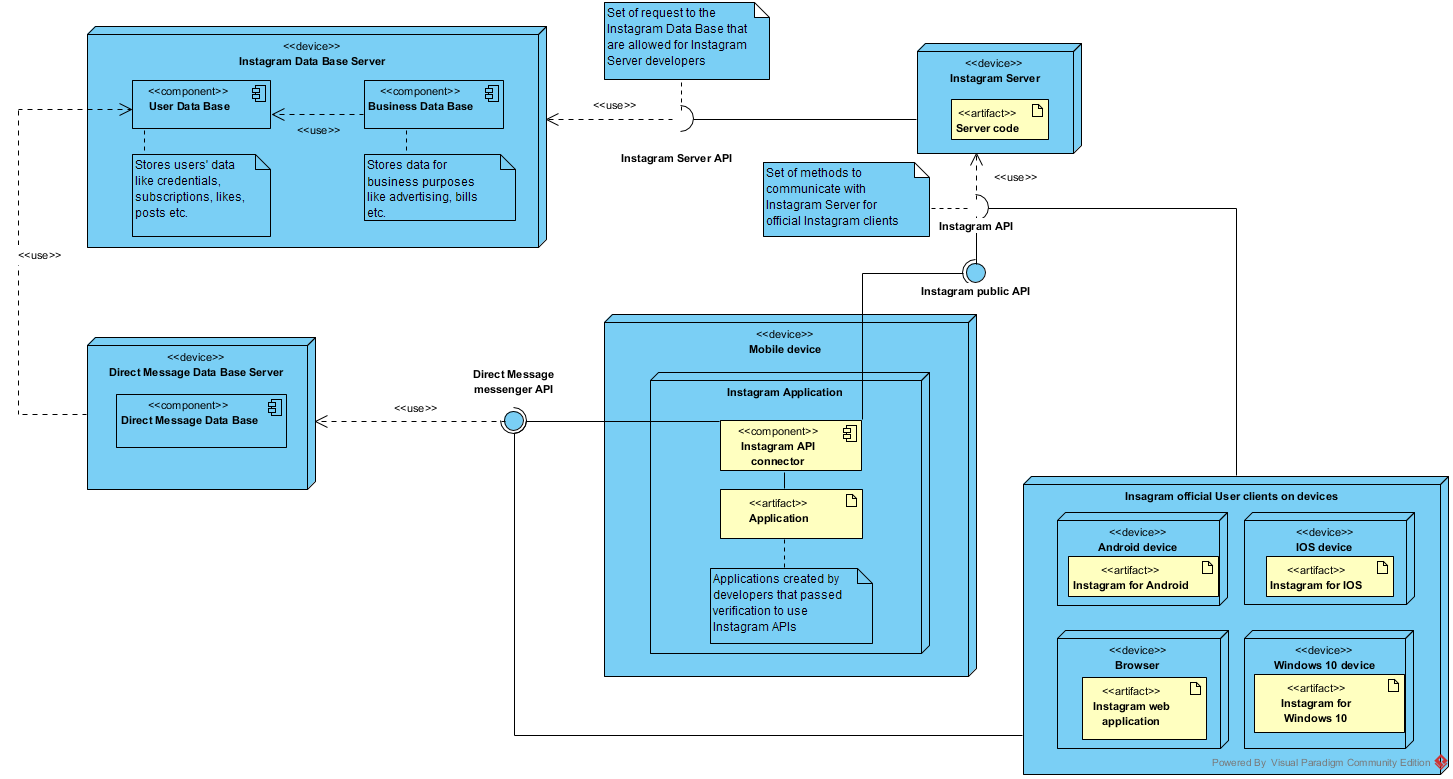 <<device>>
Instagram Data Base Server
<<component>>
User Data Base
<<component>>
Business Data Base
<<use>>
Stores users' data
like credentials,
subscriptions, likes,
posts etc.
Stores data for
business purposes
like advertising, bills
etc.
<<use>>
Set of request to the
Instagram Data Base that
are allowed for Instagram
Server developers
<<use>>
Instagram Server API
<<device>>
Instagram Server
<<artifact>>
Server code
<<use>>
Set of methods to
communicate with
Instagram Server for
official Instagram clients
Instagram API
Instagram public API
<<device>>
Direct Message Data Base Server
<<component>>
Direct Message Data Base
<<use>>
Direct Message
messenger API
<<device>>
Mobile device
Instagram Application
<<component>>
Instagram API
connector
<<artifact>>
Application
Applications created by
developers that passed
verification to use
Instagram APIs
Insagram official User clients on devices
<<device>>
Android device
<<artifact>>
Instagram for Android
<<device>>
IOS device
<<artifact>>
Instagram for IOS
<<device>>
Browser
<<artifact>>
Instagram web
application
<<device>>
Windows 10 device
<<artifact>>
Instagram for
Windows 10
Powered By Visual Paradigm Community Edition